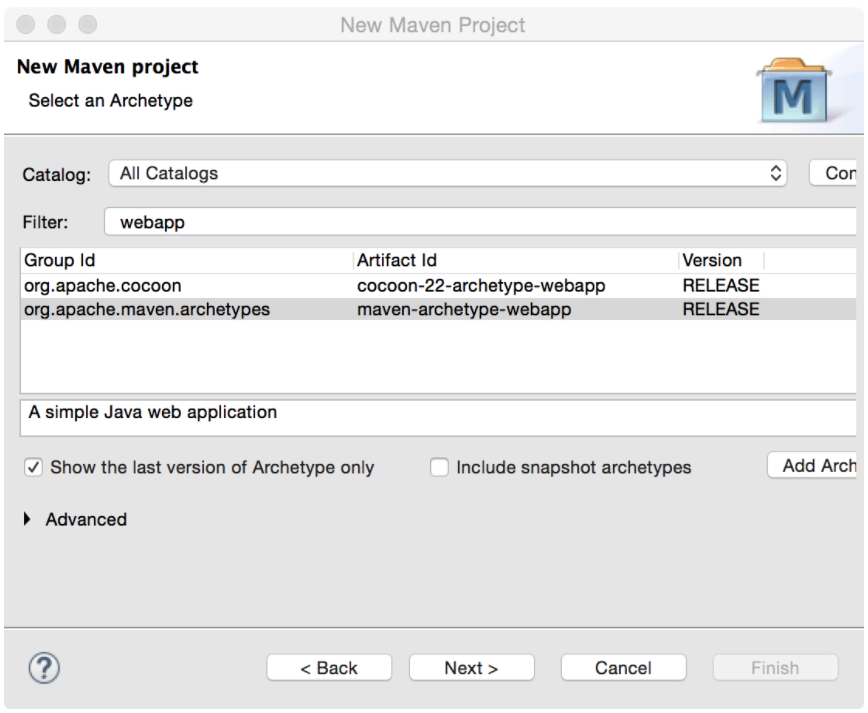 New Maven Project
New Maven project
Select an Archetype
M
Catalog: All Catalogs Con
Filter: webapp
Group Id Artifact Id Version
org.apache.cocoon cocoon-22-archetype-webapp RELEASE
org.apache.maven.archetypes maven-archetype-webapp RELEASE
A simple Java web application
Show the last version of Archetype only Include snapshot archetypes Add Arch
Advanced
? < Back Next > Cancel Finish